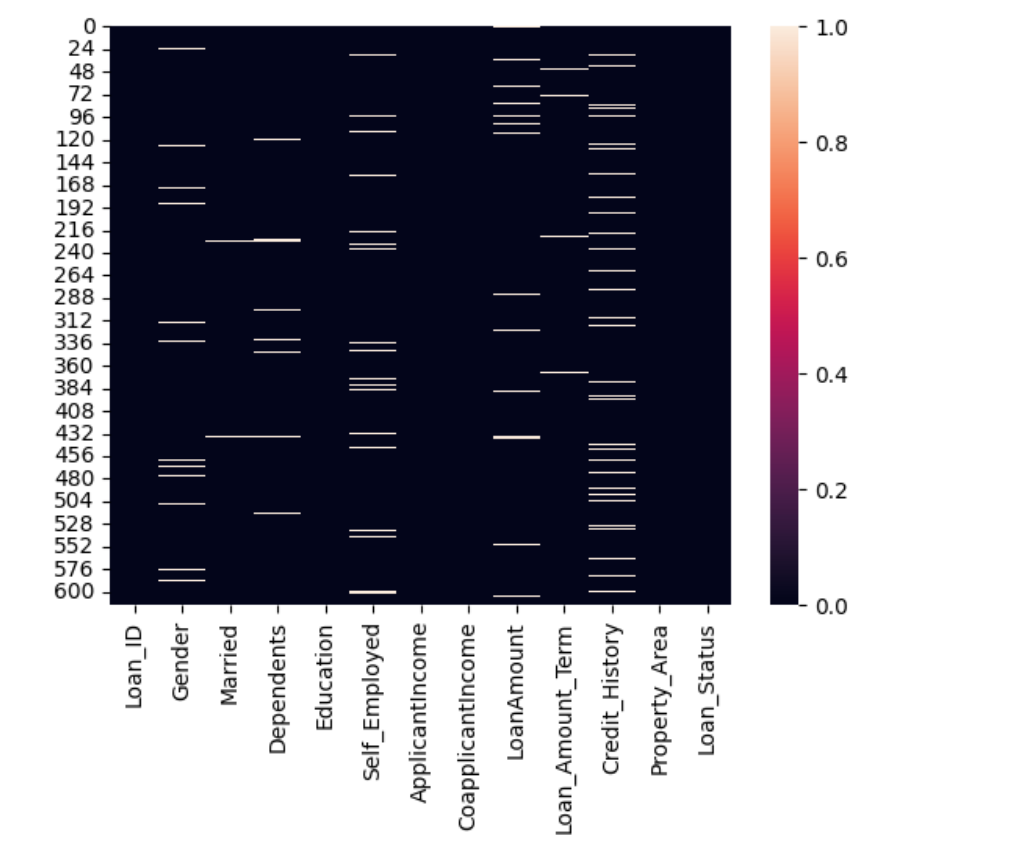 0
24
48
72
96
120
144
168
192
216
240
264
288
312
336
360
384
408
432
456
480
504
528
552
576
600
Loan_ID
Gender
Married
Dependents
Education
Self_Employed
ApplicantIncome
CoapplicantIncome
LoanAmount
Loan_Amount_Term
Credit_History
Property_Area
Loan_Status
1.0
0.8
0.6
0.4
0.2
0.0